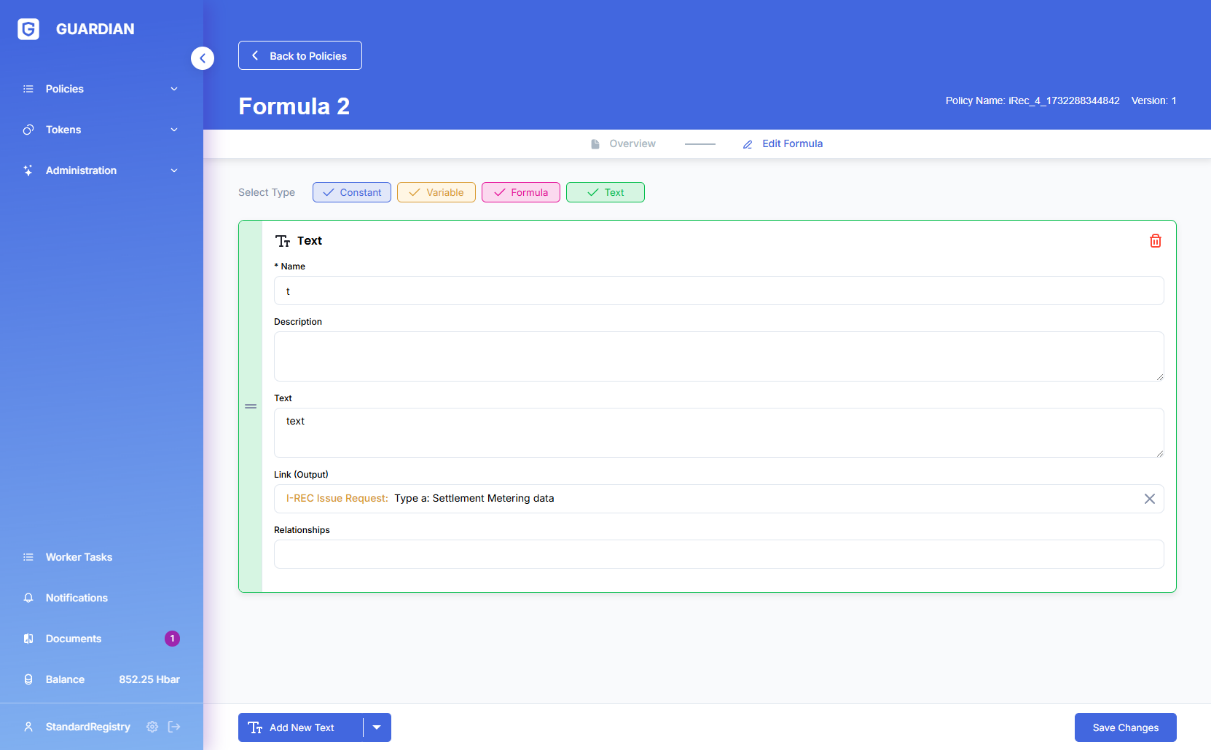 GUARDIAN
Policies
Tokens
Administration
Worker Tasks
Notifications
Documents 1
Balance 852.25 Hbar
StandardRegistry
Back to Policies
Formula 2
Policy Name: iRec_4_1732288344842 Version: 1
Overview Edit Formula
Select Type Constant Variable Formula Text
Text
* Name
t
Description
Text
text
Link (Output)
I-REC Issue Request: Type a: Settlement Metering data
Relationships
Add New Text
Save Changes